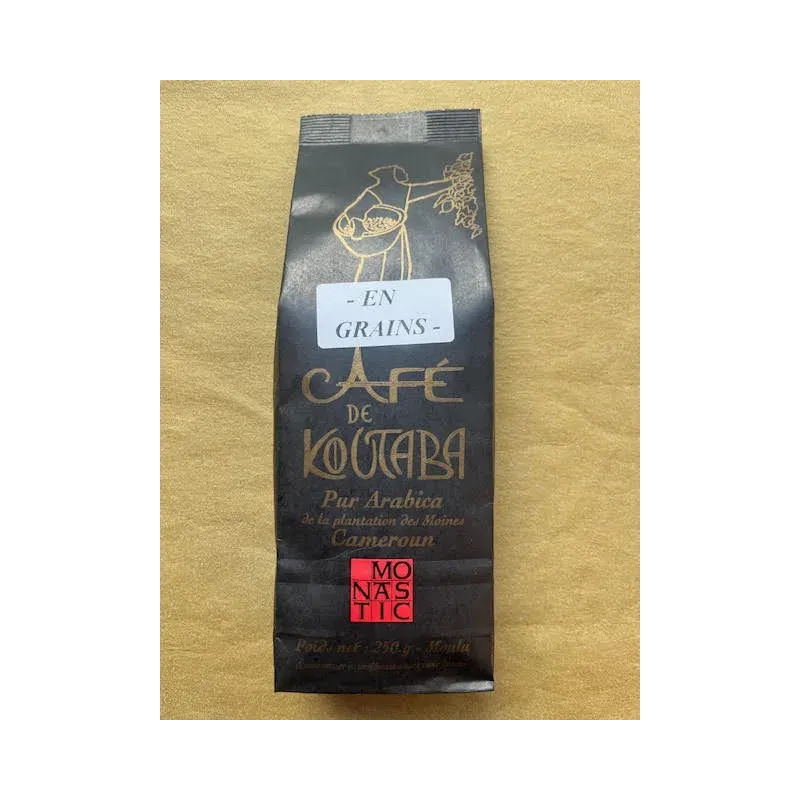 - EN
GRAINS -
CAFÉ
DE
KOUTABA
Pur Arabica
de la plantation des Moines
Cameroun
MO
NAS
TIC
Poids net : 250 g - Moulu